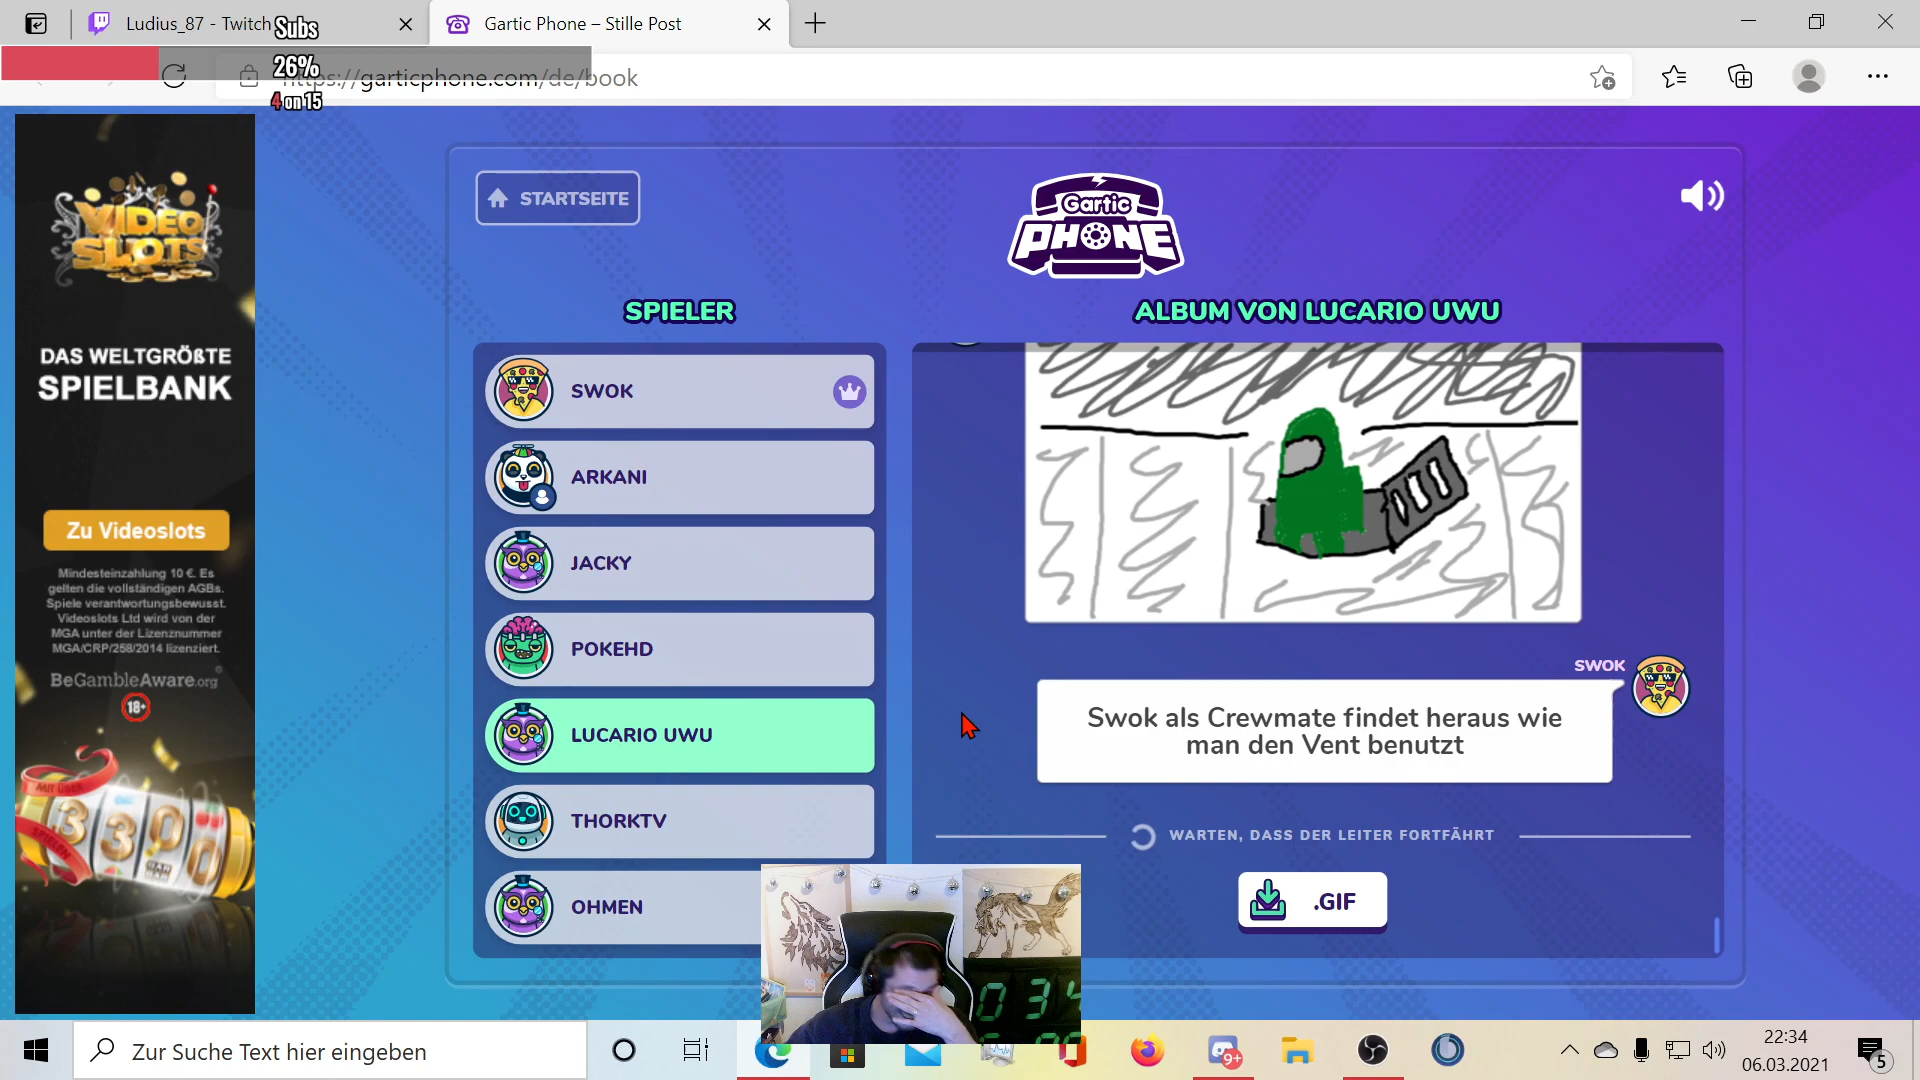 Ludius_87 - Twitch
Gartic Phone – Stille Post
Subs
26%
4 on 15
https://garticphone.com/de/book
VIDEO
SLOTS
DAS WELTGRÖßTE
SPIELBANK
Zu Videoslots
Mindesteinzahlung 10 €. Es
gelten die vollständigen AGBs.
Spiele verantwortungsbewusst.
Videoslots Ltd wird von der
MGA unter der Lizenznummer
MGA/CRP/258/2014 lizenziert.
BeGambleAware.org
18+
STARTSEITE
Gartic
PHONE
SPIELER
SWOK
ARKANI
JACKY
POKEHD
LUCARIO UWU
THORKTV
OHMEN
ALBUM VON LUCARIO UWU
SWOK
Swok als Crewmate findet heraus wie
man den Vent benutzt
WARTEN, DASS DER LEITER FORTFÄHRT
.GIF
Zur Suche Text hier eingeben
9+
22:34
06.03.2021
5